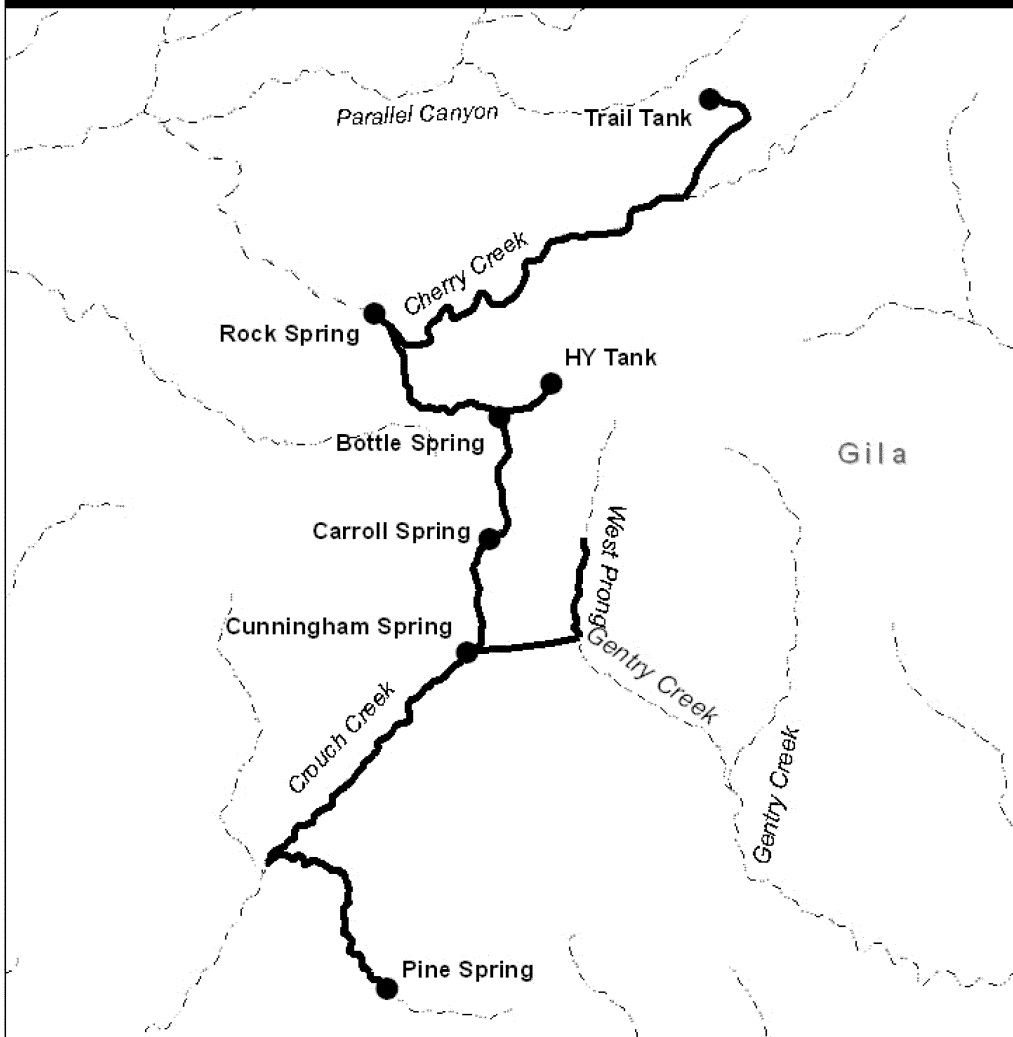 Parallel Canyon
Trail Tank
Cherry Creek
Rock Spring
HY Tank
Bottle Spring
Gila
Carroll Spring
West Prong
Cunningham Spring
Gentry Creek
Crouch Creek
Gentry Creek
Pine Spring